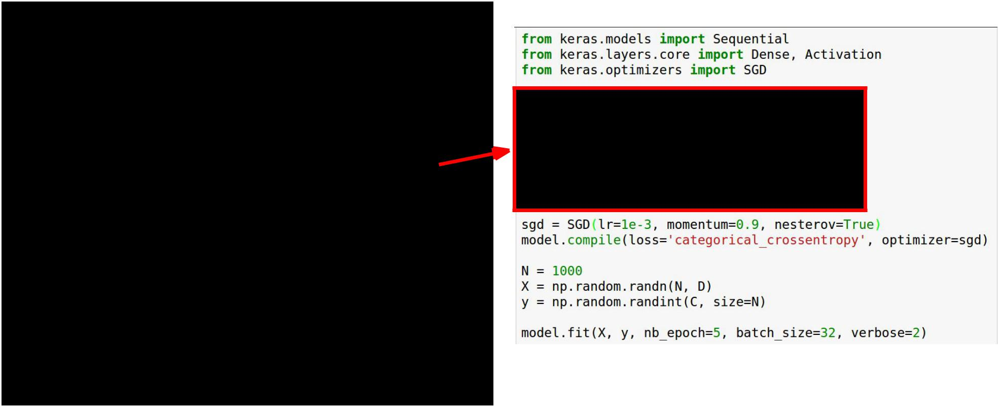 from keras.models import Sequential
from keras.layers.core import Dense, Activation
from keras.optimizers import SGD
sgd = SGD(lr=1e-3, momentum=0.9, nesterov=True)
model.compile(loss='categorical_crossentropy', optimizer=sgd)
N = 1000
X = np.random.randn(N, D)
y = np.random.randint(C, size=N)
model.fit(X, y, nb_epoch=5, batch_size=32, verbose=2)